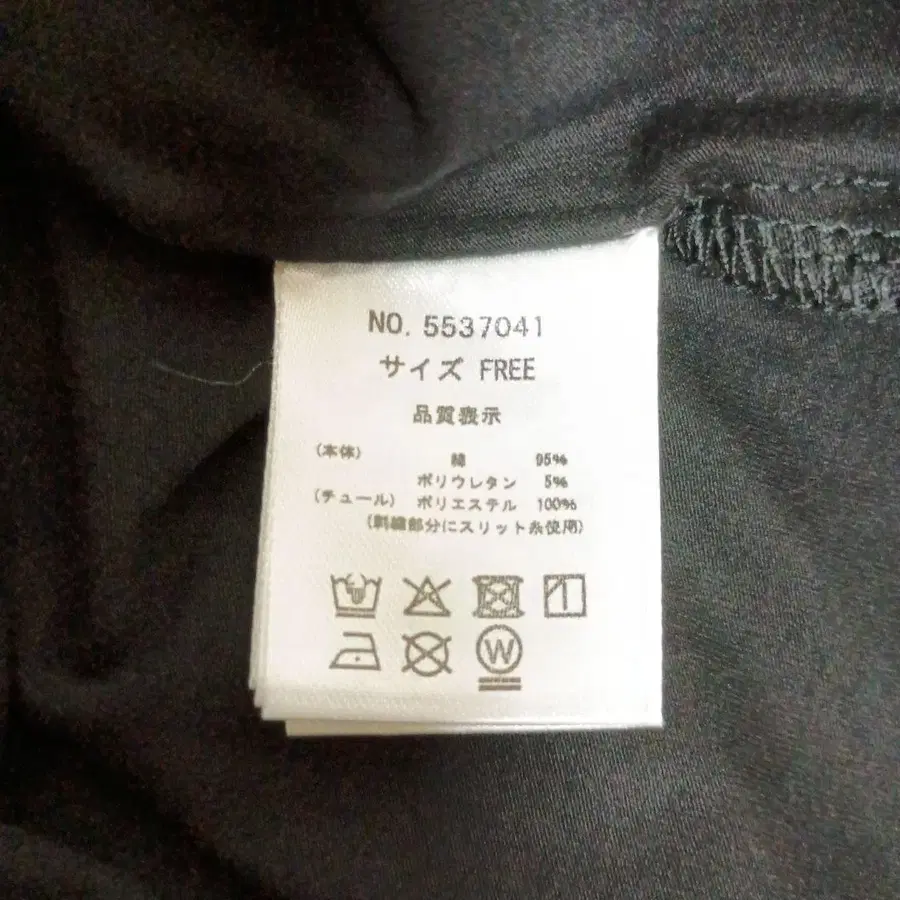 NO. 5537041
サイズ FREE
品質表示
(本体) 綿 95%
ポリウレタン 5%
(チュール) ポリエステル 100%
(刺繍部分にスリット糸使用)
W